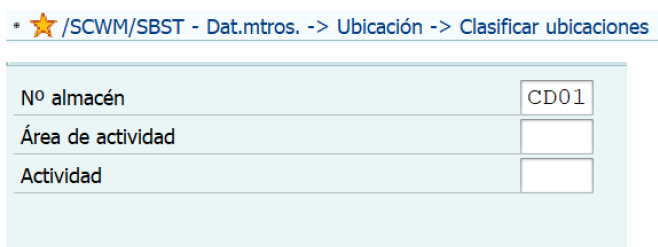 * /SCWM/SBST - Dat.mtros. -> Ubicación -> Clasificar ubicaciones
Nº almacén CD01
Área de actividad
Actividad